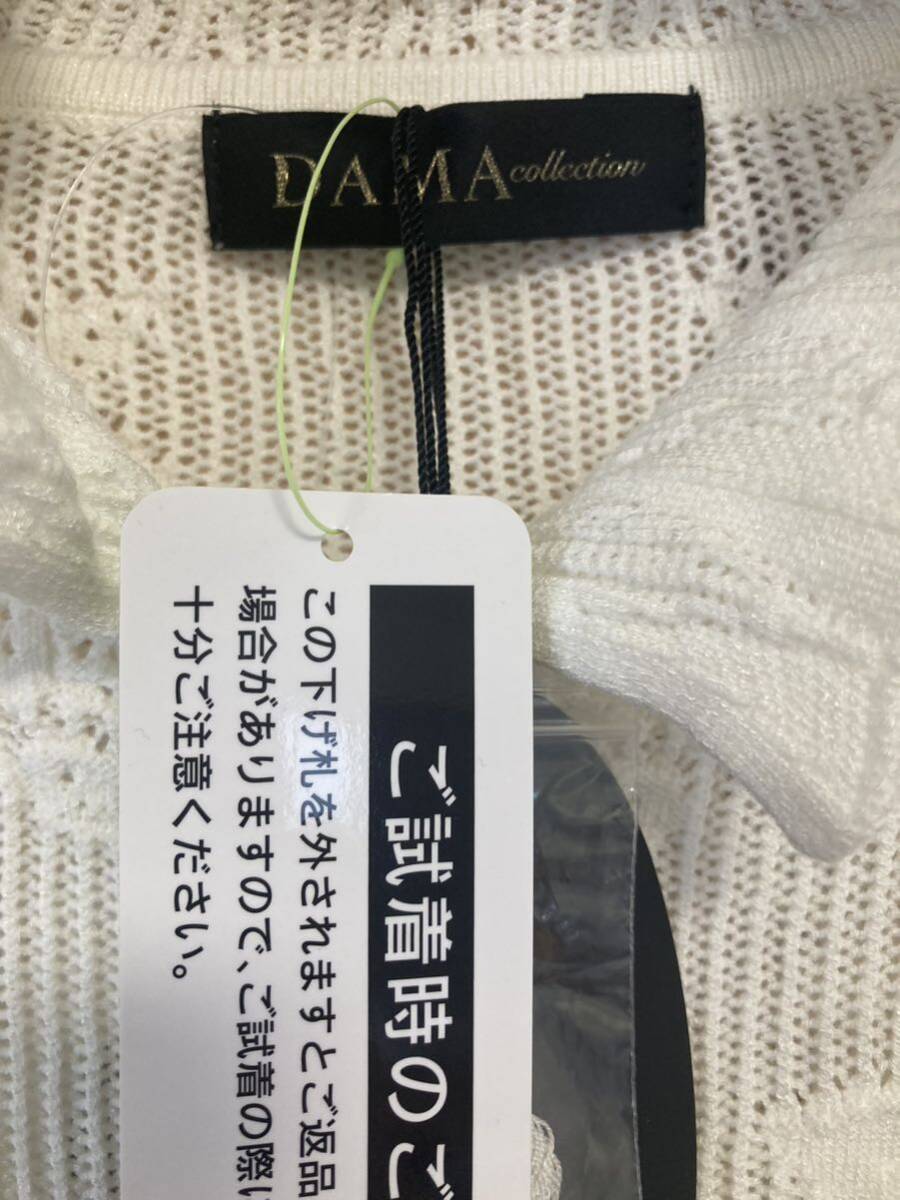 DAMA collection
ご試着時のご
この下げ札を外されますとご返品
場合がありますので、ご試着の際に
十分ご注意ください。